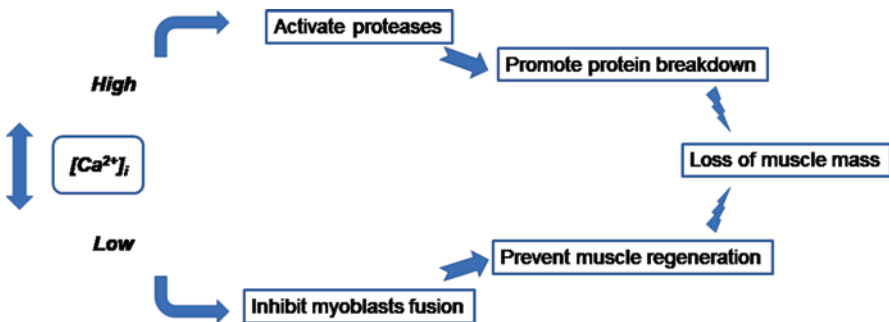 Activate proteases
Promote protein breakdown
High
[Ca²⁺]ᵢ
Loss of muscle mass
Low
Prevent muscle regeneration
Inhibit myoblasts fusion